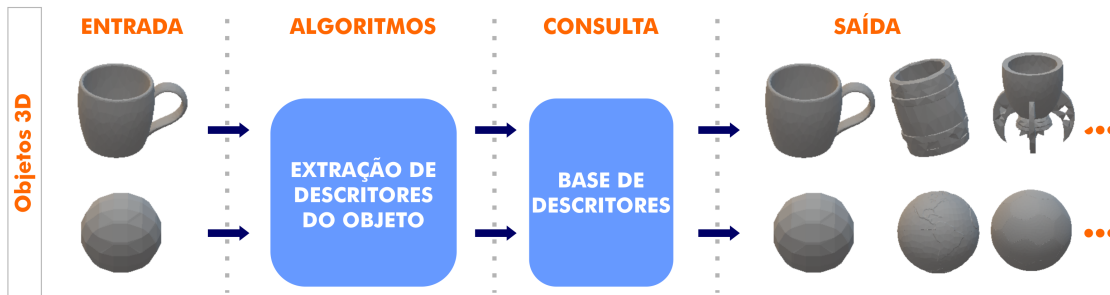 ENTRADA
ALGORITMOS
CONSULTA
SAÍDA
Objetos 3D
EXTRAÇÃO DE
DESCRITORES
DO OBJETO
BASE DE
DESCRITORES